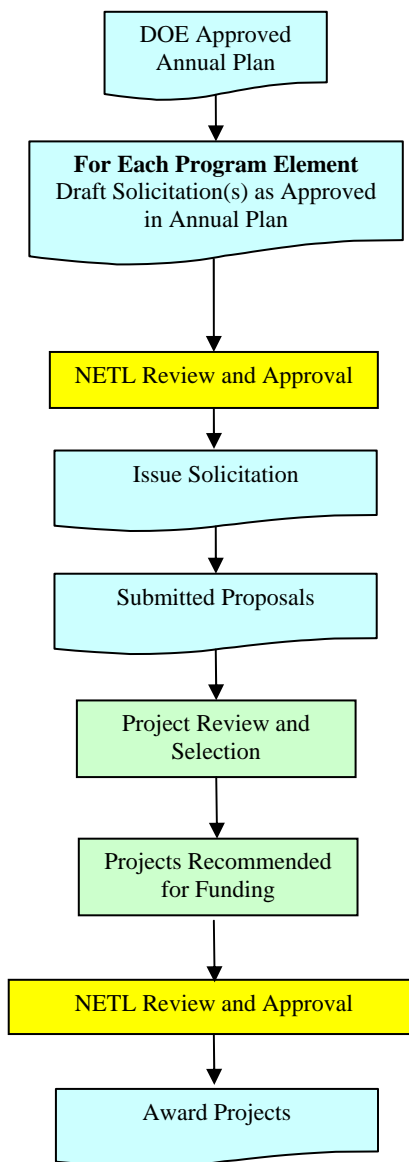 DOE Approved
Annual Plan
For Each Program Element
Draft Solicitation(s) as Approved
in Annual Plan
NETL Review and Approval
Issue Solicitation
Submitted Proposals
Project Review and
Selection
Projects Recommended
for Funding
NETL Review and Approval
Award Projects